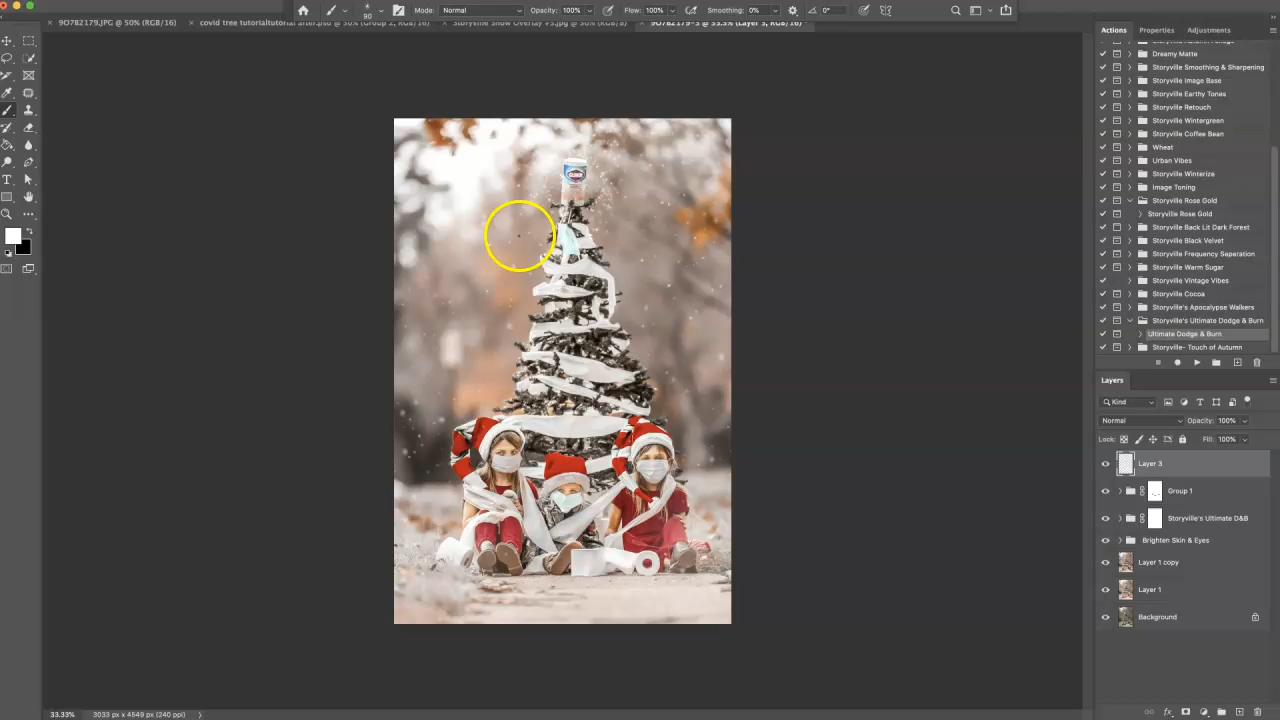 90
Mode: Normal
Opacity: 100%
Flow: 100%
Smoothing: 0%
0°
× 9O782179.JPG @ 50% (RGB/16)
× covid tree tutorialtutorial after.psd @ 50% (Group 2, RGB/16)
× Storyville Snow Overlay
.jpg @ 50% (RGB/8)
× 9O782179-3 @ 33.3% (Layer 3, RGB/16)
Actions
Properties
Adjustments
Dreamy Matte
Storyville Smoothing & Sharpening
Storyville Image Base
Storyville Earthy Tones
Storyville Retouch
Storyville Wintergreen
Storyville Coffee Bean
Wheat
Urban Vibes
Storyville Winterize
Image Toning
Storyville Rose Gold
Storyville Rose Gold
Storyville Back Lit Dark Forest
Storyville Black Velvet
Storyville Frequency Seperation
Storyville Warm Sugar
Storyville Vintage Vibes
Storyville Cocoa
Storyville's Apocalypse Walkers
Storyville's Ultimate Dodge & Burn
Ultimate Dodge & Burn
Storyville- Touch of Autumn
Layers
Kind
Normal
Opacity: 100%
Lock:
Fill: 100%
Layer 3
Group 1
Storyville's Ultimate D&B
Brighten Skin & Eyes
Layer 1 copy
Layer 1
Background
fx
33.33%
3033 px x 4549 px (240 ppi)